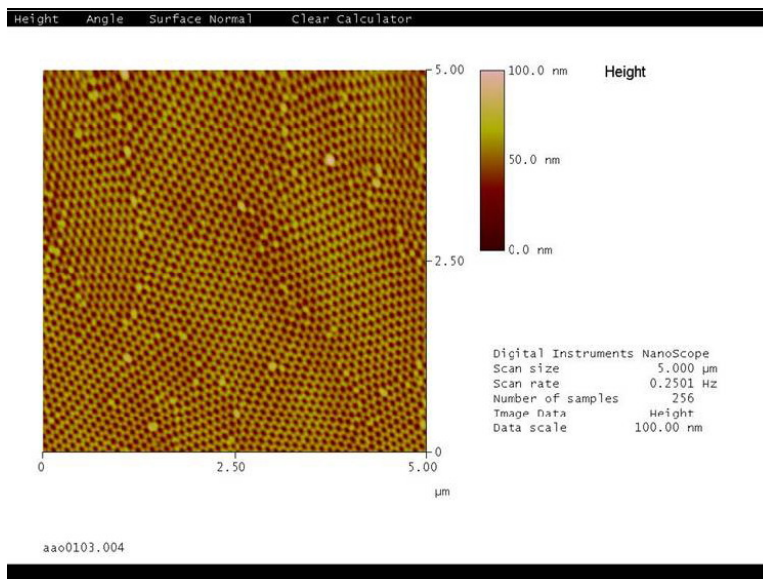 Height Angle Surface Normal Clear Calculator
5.00
100.0 nm
Height
50.0 nm
0.0 nm
2.50
Digital Instruments NanoScope
Scan size 5.000 µm
Scan rate 0.2501 Hz
Number of samples 256
Image Data Height
Data scale 100.00 nm
0
0 2.50 5.00
µm
aao0103.004